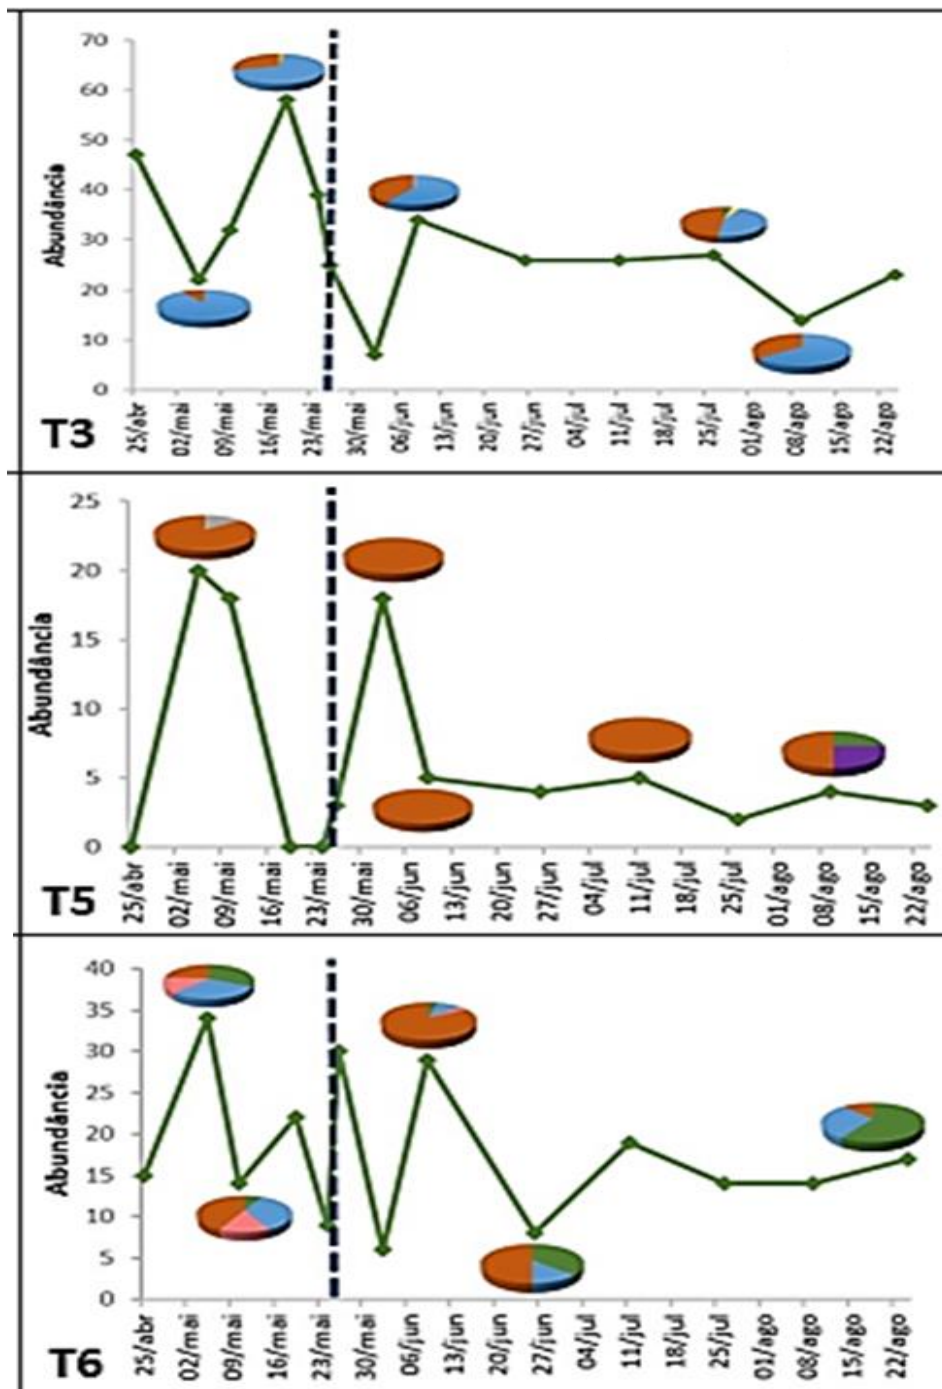 70
60
50
40
30
20
10
0
Abundância
25/abr
02/mai
09/mai
16/mai
23/mai
30/mai
06/jun
13/jun
20/jun
27/jun
04/jul
11/jul
18/jul
25/jul
01/ago
08/ago
15/ago
22/ago
T3
25
20
15
10
5
0
Abundância
25/abr
02/mai
09/mai
16/mai
23/mai
30/mai
06/jun
13/jun
20/jun
27/jun
04/jul
11/jul
18/jul
25/jul
01/ago
08/ago
15/ago
22/ago
T5
40
35
30
25
20
15
10
5
0
Abundância
25/abr
02/mai
09/mai
16/mai
23/mai
30/mai
06/jun
13/jun
20/jun
27/jun
04/jul
11/jul
18/jul
25/jul
01/ago
08/ago
15/ago
22/ago
T6